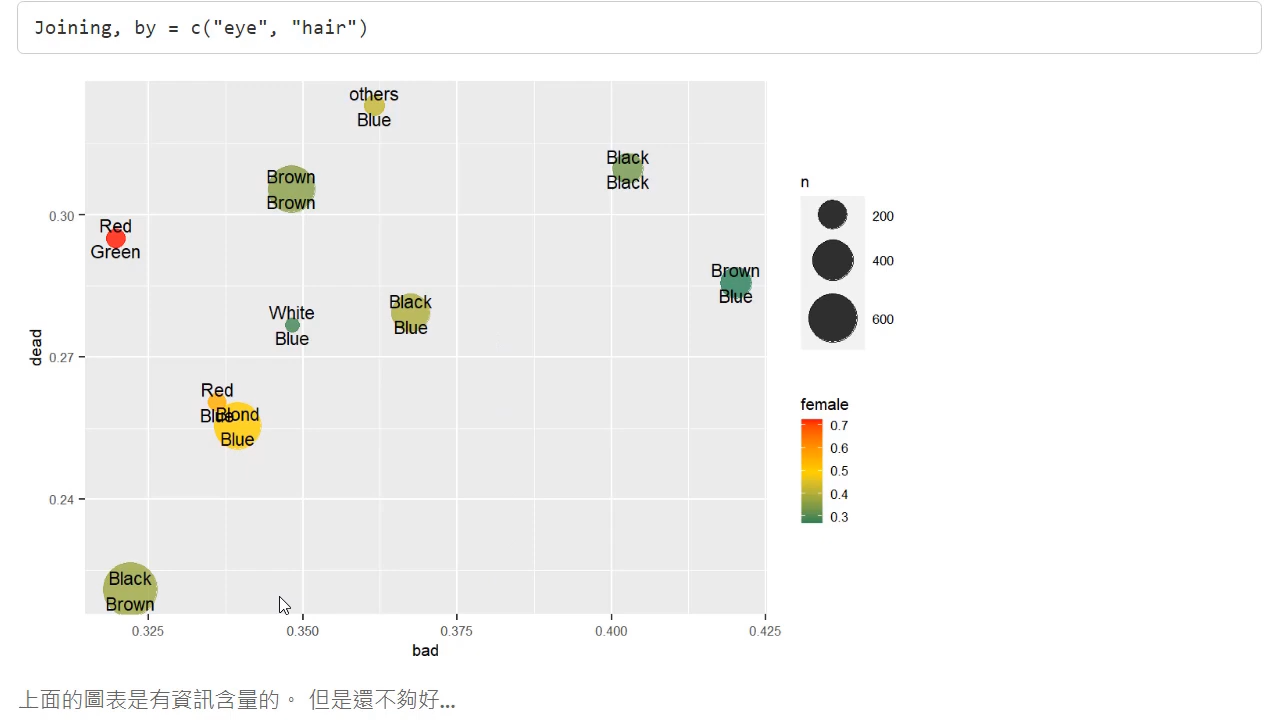 Joining, by = c("eye", "hair")
others
Blue
Black
Black
Brown
Brown
0.30
Red
Green
Brown
Blue
Black
Blue
White
Blue
dead
0.27
Red
Blue
Blond
Blue
0.24
Black
Brown
0.325
0.350
0.375
0.400
0.425
bad
n
200
400
600
female
0.7
0.6
0.5
0.4
0.3
上面的圖表是有資訊含量的。 但是還不夠好...